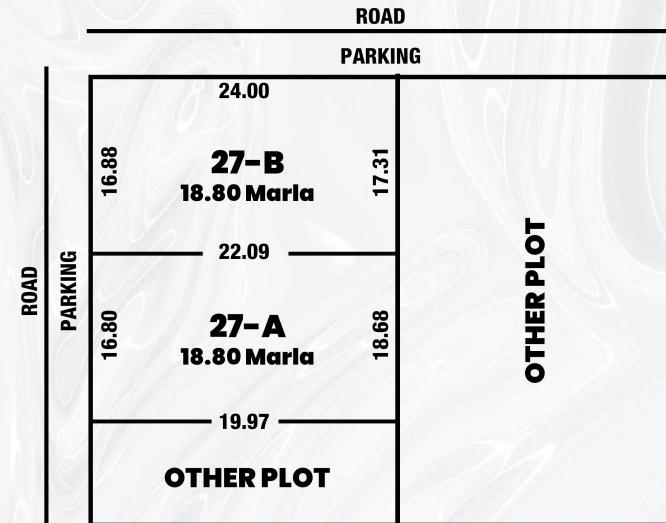 ROAD
PARKING
24.00
16.88
27-B
18.80 Marla
17.31
22.09
ROAD
PARKING
16.80
27-A
18.80 Marla
18.68
OTHER PLOT
19.97
OTHER PLOT